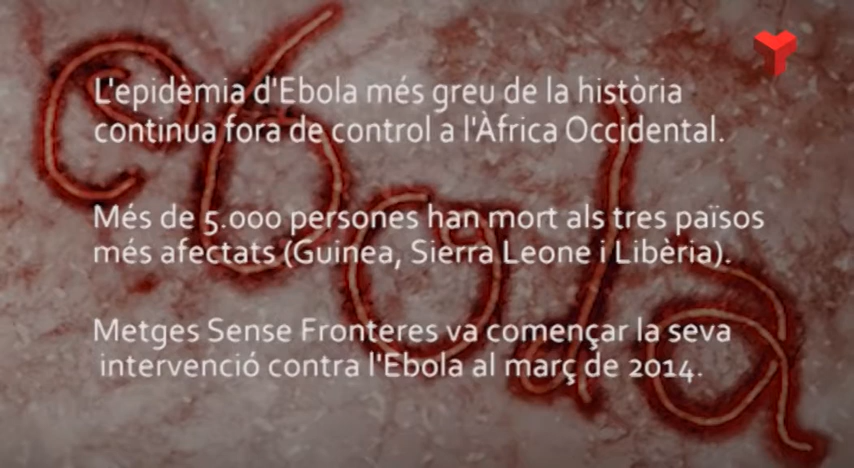 L'epidèmia d'Ebola més greu de la història
continua fora de control a l'Àfrica Occidental.
Més de 5.000 persones han mort als tres països
més afectats (Guinea, Sierra Leone i Libèria).
Metges Sense Fronteres va començar la seva
intervenció contra l'Ebola al març de 2014.
ebola